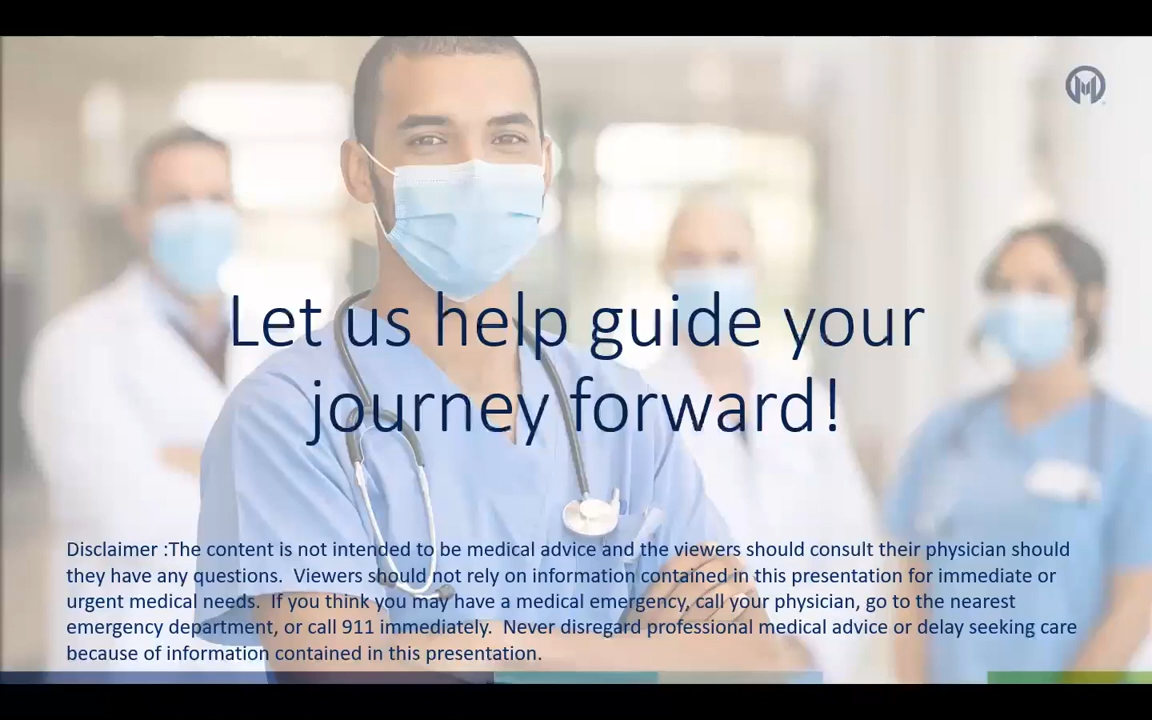 Let us help guide your
journey forward!
Disclaimer :The content is not intended to be medical advice and the viewers should consult their physician should
they have any questions.  Viewers should not rely on information contained in this presentation for immediate or
urgent medical needs.  If you think you may have a medical emergency, call your physician, go to the nearest
emergency department, or call 911 immediately.  Never disregard professional medical advice or delay seeking care
because of information contained in this presentation.